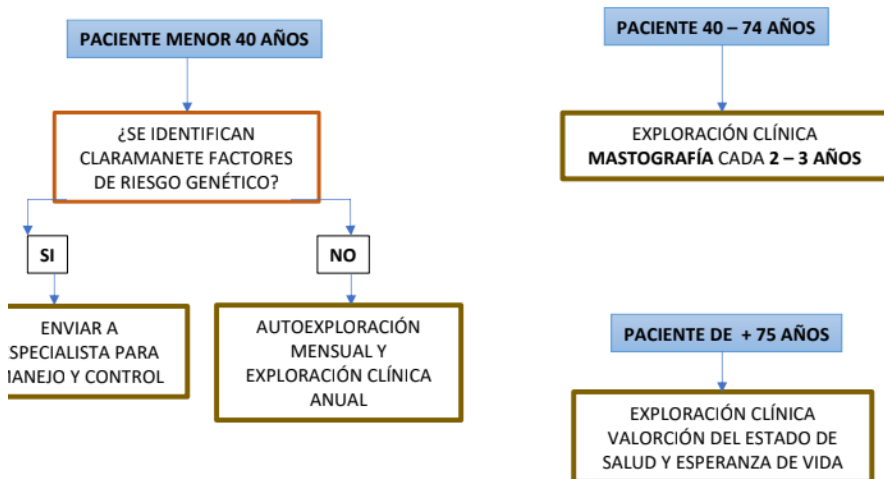 PACIENTE MENOR 40 AÑOS
¿SE IDENTIFICAN
CLARAMANETE FACTORES
DE RIESGO GENÉTICO?
SI
NO
ENVIAR A
SPECIALISTA PARA
MANEJO Y CONTROL
AUTOEXPLORACIÓN
MENSUAL Y
EXPLORACIÓN CLÍNICA
ANUAL
PACIENTE 40 – 74 AÑOS
EXPLORACIÓN CLÍNICA
MASTOGRAFÍA CADA 2 – 3 AÑOS
PACIENTE DE + 75 AÑOS
EXPLORACIÓN CLÍNICA
VALORCIÓN DEL ESTADO DE
SALUD Y ESPERANZA DE VIDA